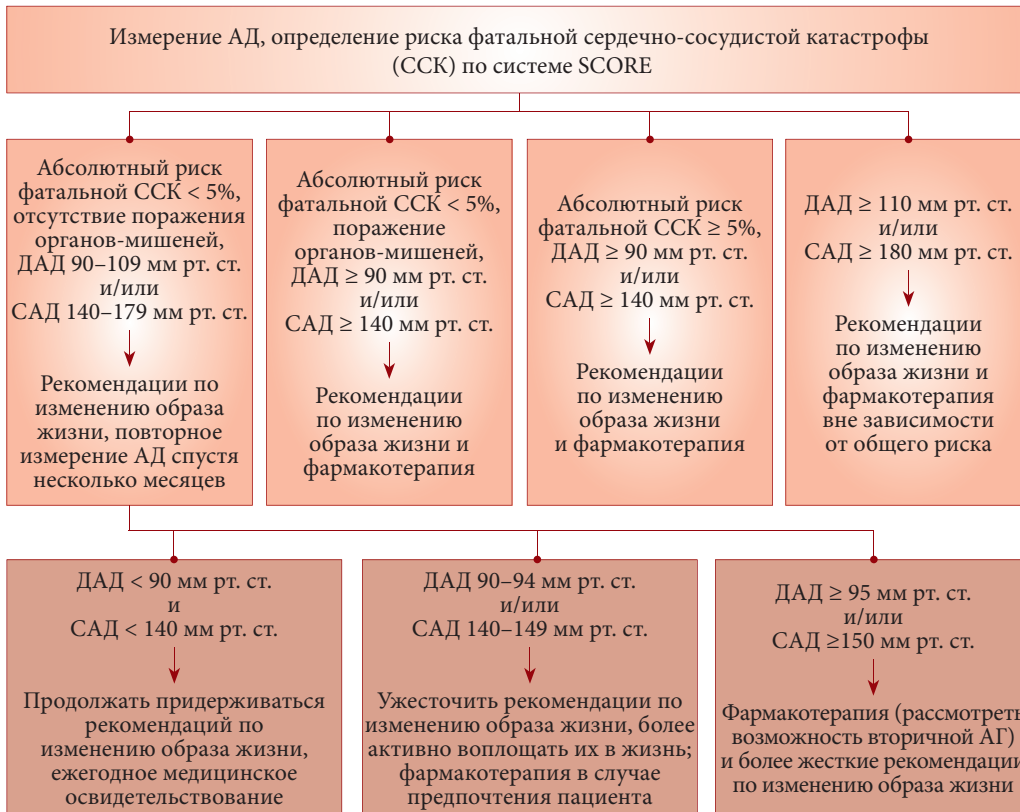 Измерение АД, определение риска фатальной сердечно-сосудистой катастрофы
(ССК) по системе SCORE
Абсолютный риск
фатальной ССК < 5%,
отсутствие поражения
органов-мишеней,
ДАД 90–109 мм рт. ст.
и/или
САД 140–179 мм рт. ст.
Рекомендации по
изменению образа
жизни, повторное
измерение АД спустя
несколько месяцев
Абсолютный риск
фатальной ССК < 5%,
поражение
органов-мишеней,
ДАД ≥ 90 мм рт. ст.
и/или
САД ≥ 140 мм рт. ст.
Рекомендации
по изменению
образа жизни и
фармакотерапия
Абсолютный риск
фатальной ССК ≥ 5%,
ДАД ≥ 90 мм рт. ст.
и/или
САД ≥ 140 мм рт. ст.
Рекомендации
по изменению
образа жизни
и фармакотерапия
ДАД ≥ 110 мм рт. ст.
и/или
САД ≥ 180 мм рт. ст.
Рекомендации
по изменению
образа жизни и
фармакотерапия
вне зависимости
от общего риска
ДАД < 90 мм рт. ст.
и
САД < 140 мм рт. ст.
Продолжать придерживаться
рекомендаций по
изменению образа жизни,
ежегодное медицинское
освидетельствование
ДАД 90–94 мм рт. ст.
и/или
САД 140–149 мм рт. ст.
Ужесточить рекомендации по
изменению образа жизни, более
активно воплощать их в жизнь;
фармакотерапия в случае
предпочтения пациента
ДАД ≥ 95 мм рт. ст.
и/или
САД ≥150 мм рт. ст.
Фармакотерапия (рассмотреть
возможность вторичной АГ)
и более жесткие рекомендации
по изменению образа жизни